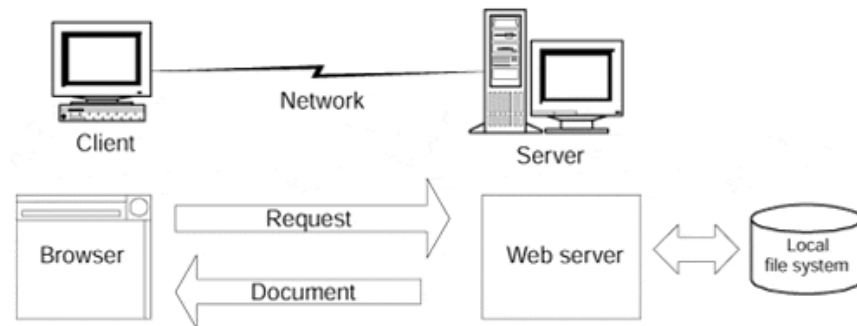 Network
Client
Server
Browser
Request
Document
Web server
Local
file system